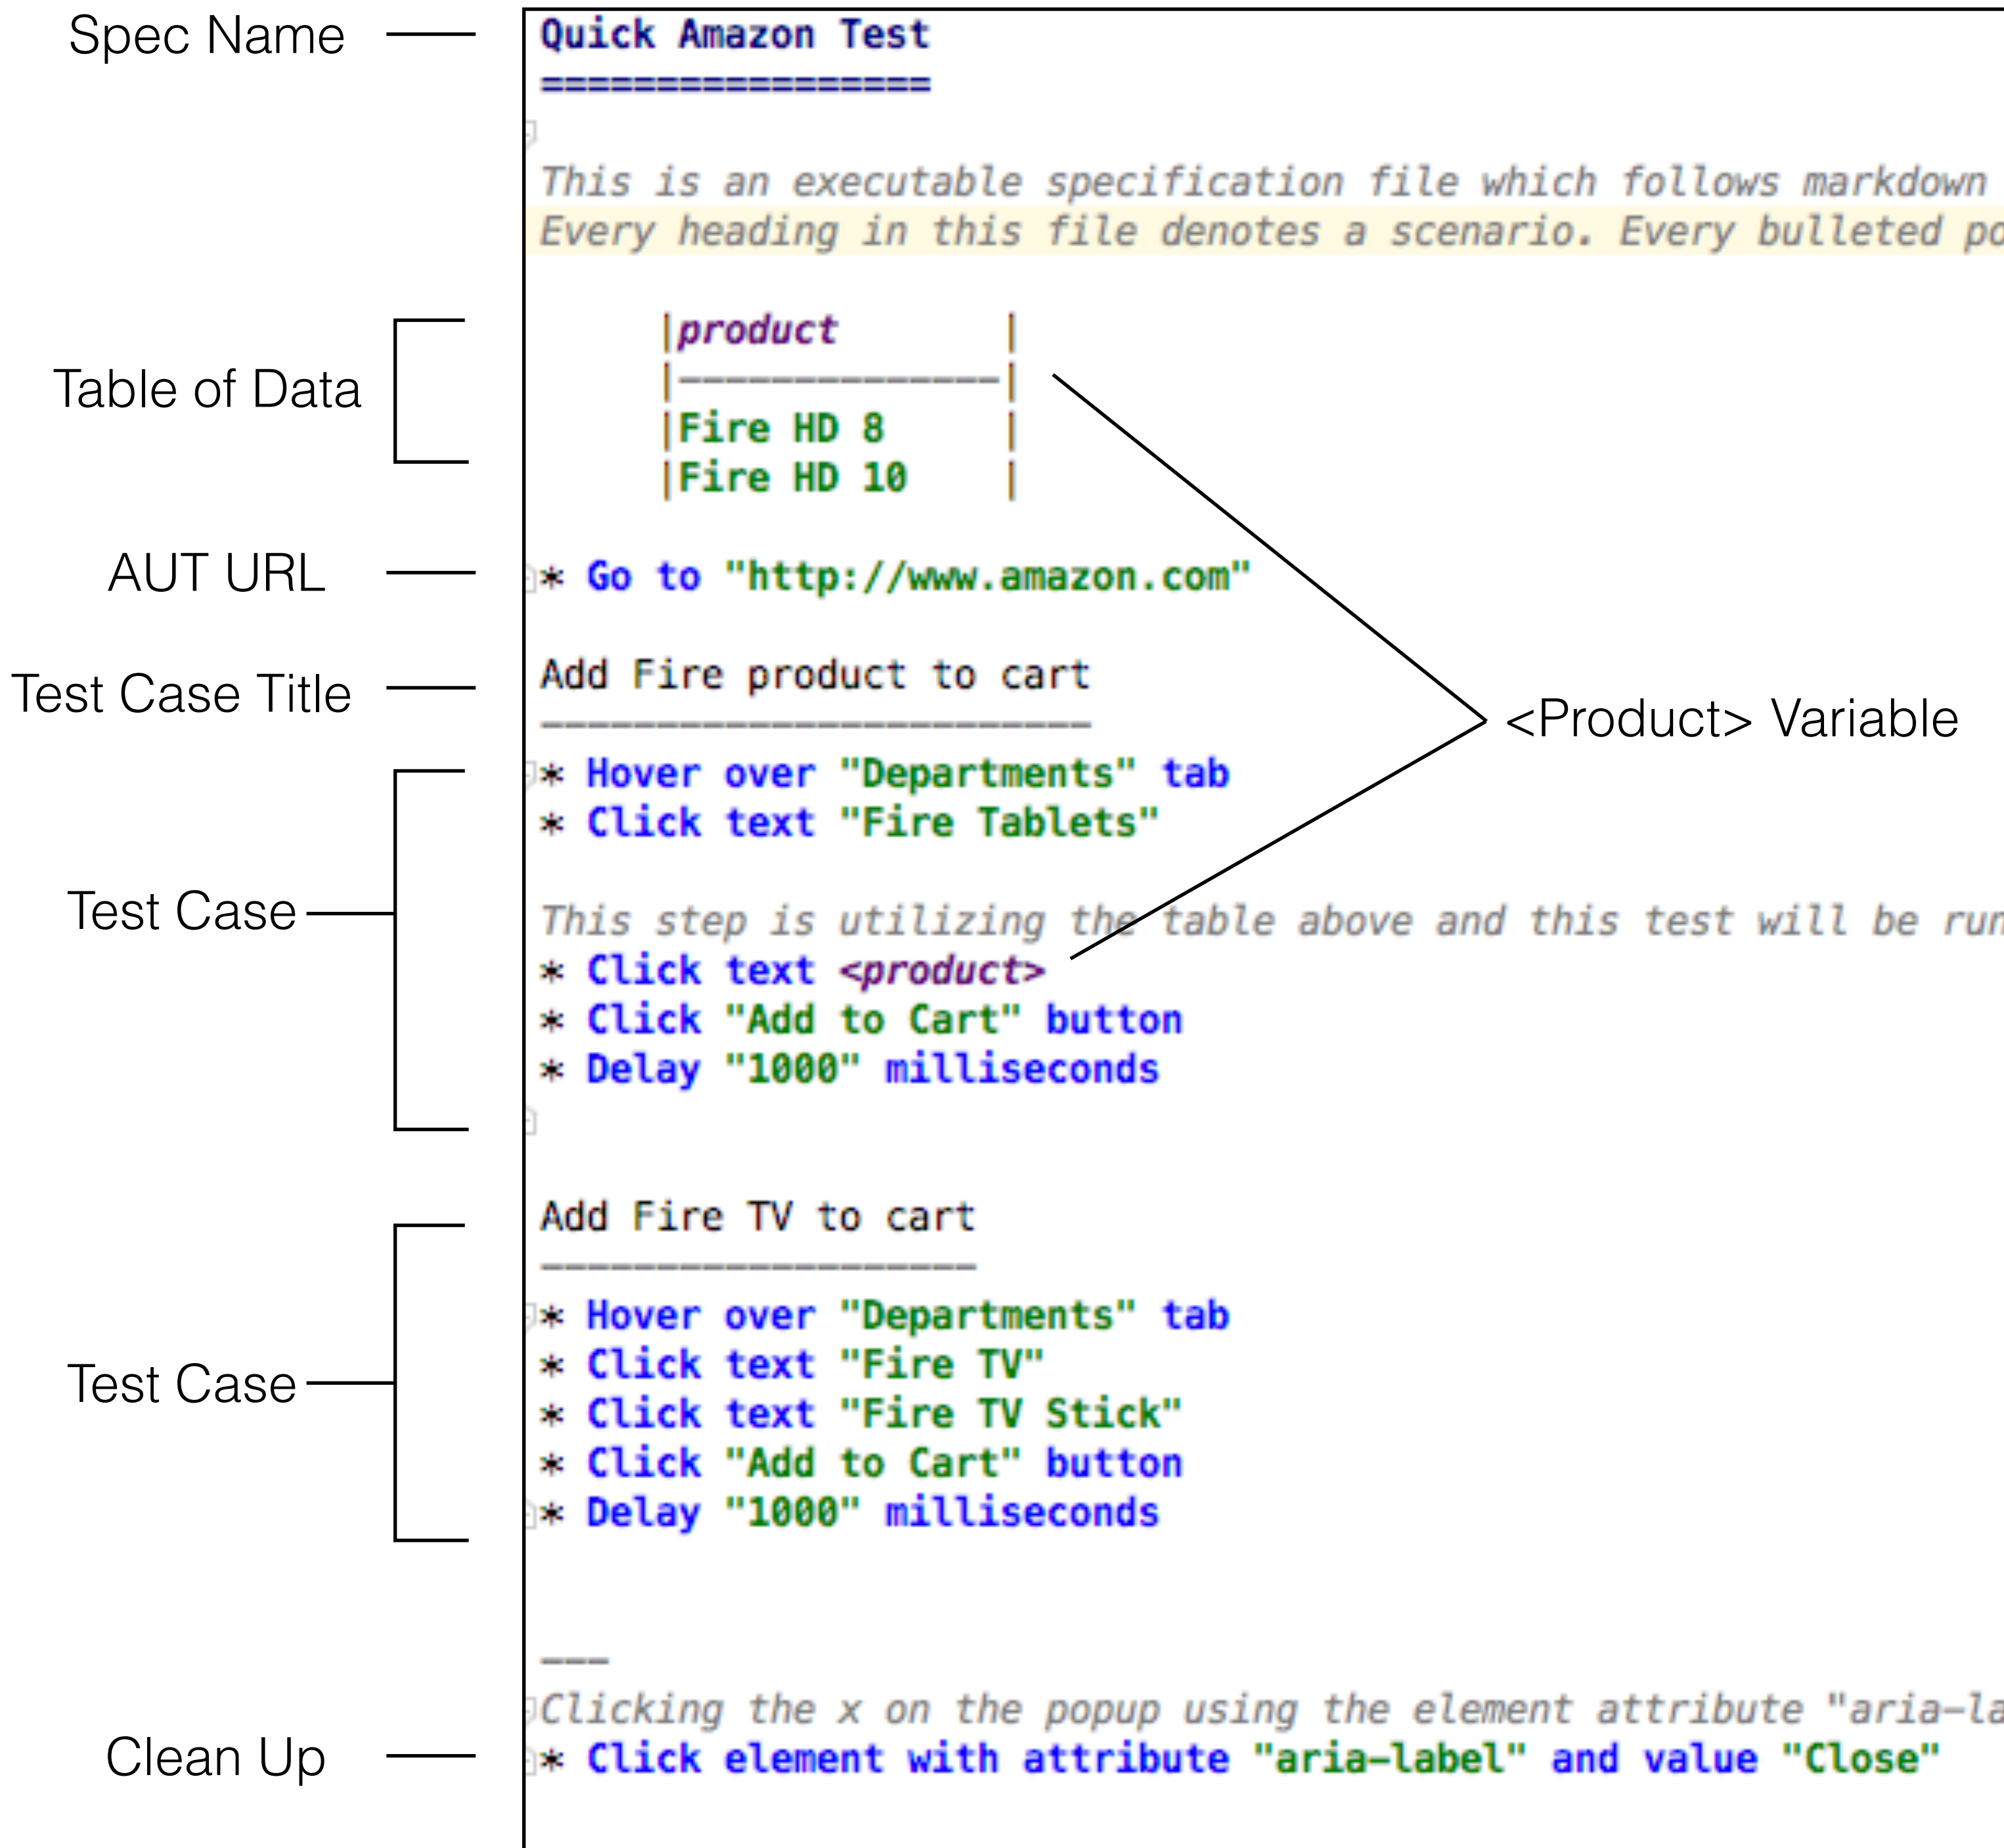 Spec Name
Quick Amazon Test
=================
This is an executable specification file which follows markdown
Every heading in this file denotes a scenario. Every bulleted
Table of Data
|product       |
|--------------|
|Fire HD 8     |
|Fire HD 10    |
AUT URL
* Go to "http://www.amazon.com"
Test Case Title
Add Fire product to cart
------------------------
<Product> Variable
Test Case
* Hover over "Departments" tab
* Click text "Fire Tablets"
This step is utilizing the table above and this test will be run
* Click text <product>
* Click "Add to Cart" button
* Delay "1000" milliseconds
Test Case
Add Fire TV to cart
-------------------
* Hover over "Departments" tab
* Click text "Fire TV"
* Click text "Fire TV Stick"
* Click "Add to Cart" button
* Delay "1000" milliseconds
___
Clicking the x on the popup using the element attribute "aria-la
Clean Up
* Click element with attribute "aria-label" and value "Close"